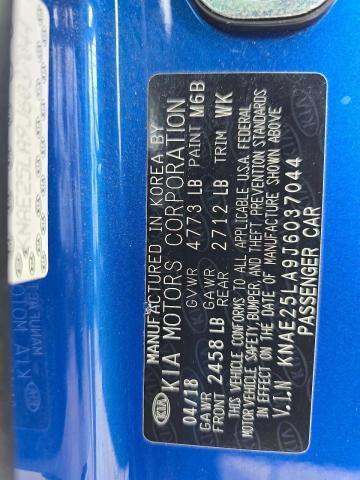 MANUFACTURED IN KOREA BY
KIA KIA MOTORS CORPORATION
04/18 GVWR 4773 LB PAINT M6B
GAWR FRONT 2458 LB GAWR REAR 2712 LB TRIM WK
THIS VEHICLE CONFORMS TO ALL APPLICABLE U.S.A. FEDERAL
MOTOR VEHICLE SAFETY, BUMPER, AND THEFT PREVENTION STANDARDS
IN EFFECT ON THE DATE OF MANUFACTURE SHOWN ABOVE
V.I.N KNAE25LA9J6037044
PASSENGER CAR